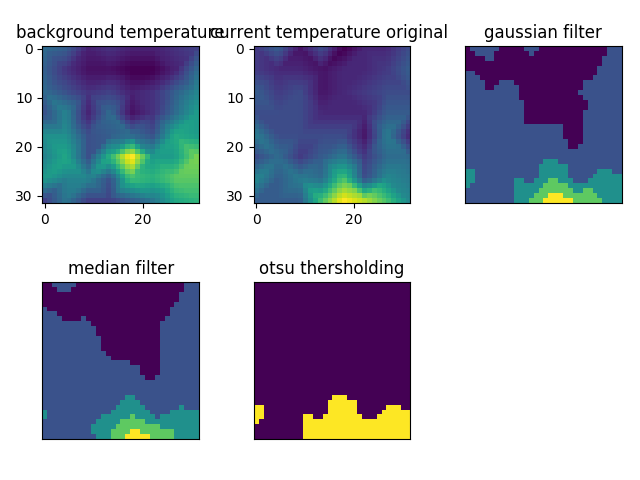 background temperature
current temperature original
gaussian filter
0
10
20
30
0
20
0
10
20
30
0
20
median filter
otsu thersholding